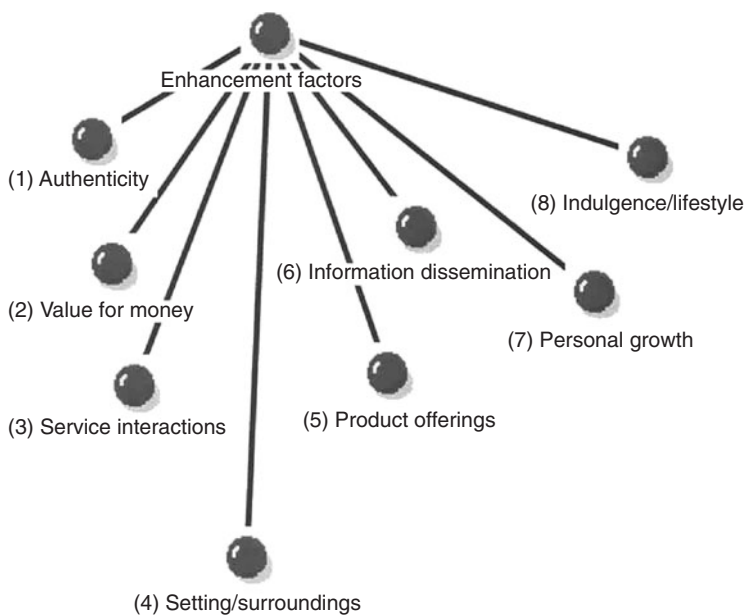 Enhancement factors
(1) Authenticity
(2) Value for money
(3) Service interactions
(4) Setting/surroundings
(5) Product offerings
(6) Information dissemination
(7) Personal growth
(8) Indulgence/lifestyle